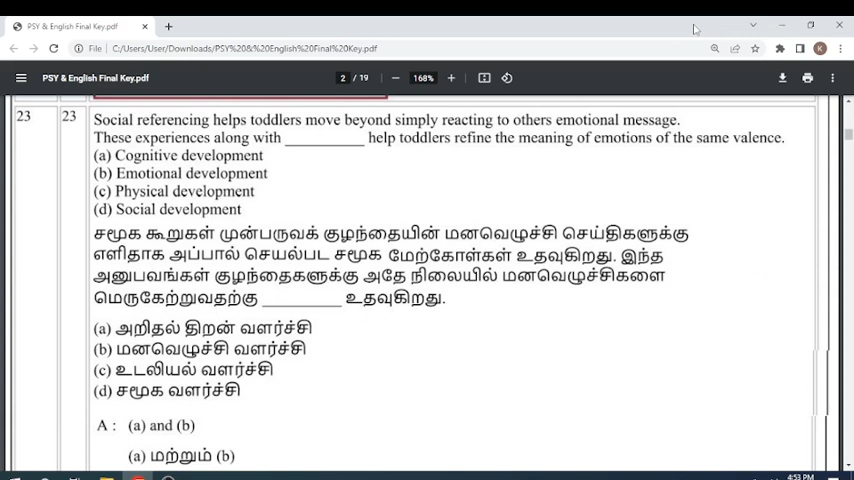 PSY & English Final Key.pdf
File C:/Users/User/Downloads/PSY%20&%20English%20Final%20Key.pdf
K
PSY & English Final Key.pdf 2 / 19 168%
23 23 Social referencing helps toddlers move beyond simply reacting to others emotional message.
These experiences along with __________ help toddlers refine the meaning of emotions of the same valence.
(a) Cognitive development
(b) Emotional development
(c) Physical development
(d) Social development
சமூக கூறுகள் முன்பருவக் குழந்தையின் மனவெழுச்சி செய்திகளுக்கு
எளிதாக அப்பால் செயல்பட சமூக மேற்கோள்கள் உதவுகிறது. இந்த
அனுபவங்கள் குழந்தைகளுக்கு அதே நிலையில் மனவெழுச்சிகளை
மெருகேற்றுவதற்கு __________ உதவுகிறது.
(a) அறிதல் திறன் வளர்ச்சி
(b) மனவெழுச்சி வளர்ச்சி
(c) உடலியல் வளர்ச்சி
(d) சமூக வளர்ச்சி
A : (a) and (b)
(a) மற்றும் (b)
4:53 PM